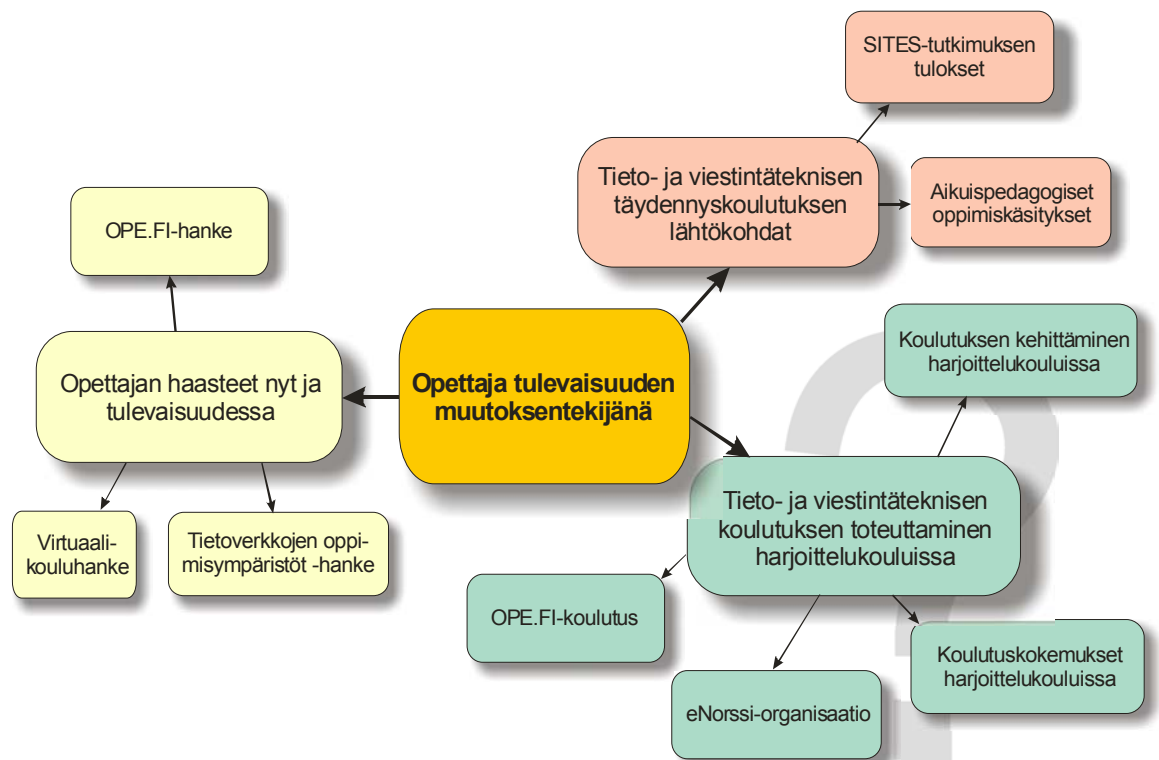 SITES-tutkimuksen
tulokset
Tieto- ja viestintäteknisen
täydennyskoulutuksen
lähtökohdat
Aikuispedagogiset
oppimiskäsitykset
OPE.FI-hanke
Opettajan haasteet nyt ja
tulevaisuudessa
Opettaja tulevaisuuden
muutoksentekijänä
Koulutuksen kehittäminen
harjoittelukouluissa
Virtuaali-
kouluhanke
Tietoverkkojen oppi-
misympäristöt -hanke
Tieto- ja viestintäteknisen
koulutuksen toteuttaminen
harjoittelukouluissa
OPE.FI-koulutus
eNorssi-organisaatio
Koulutuskokemukset
harjoittelukouluissa